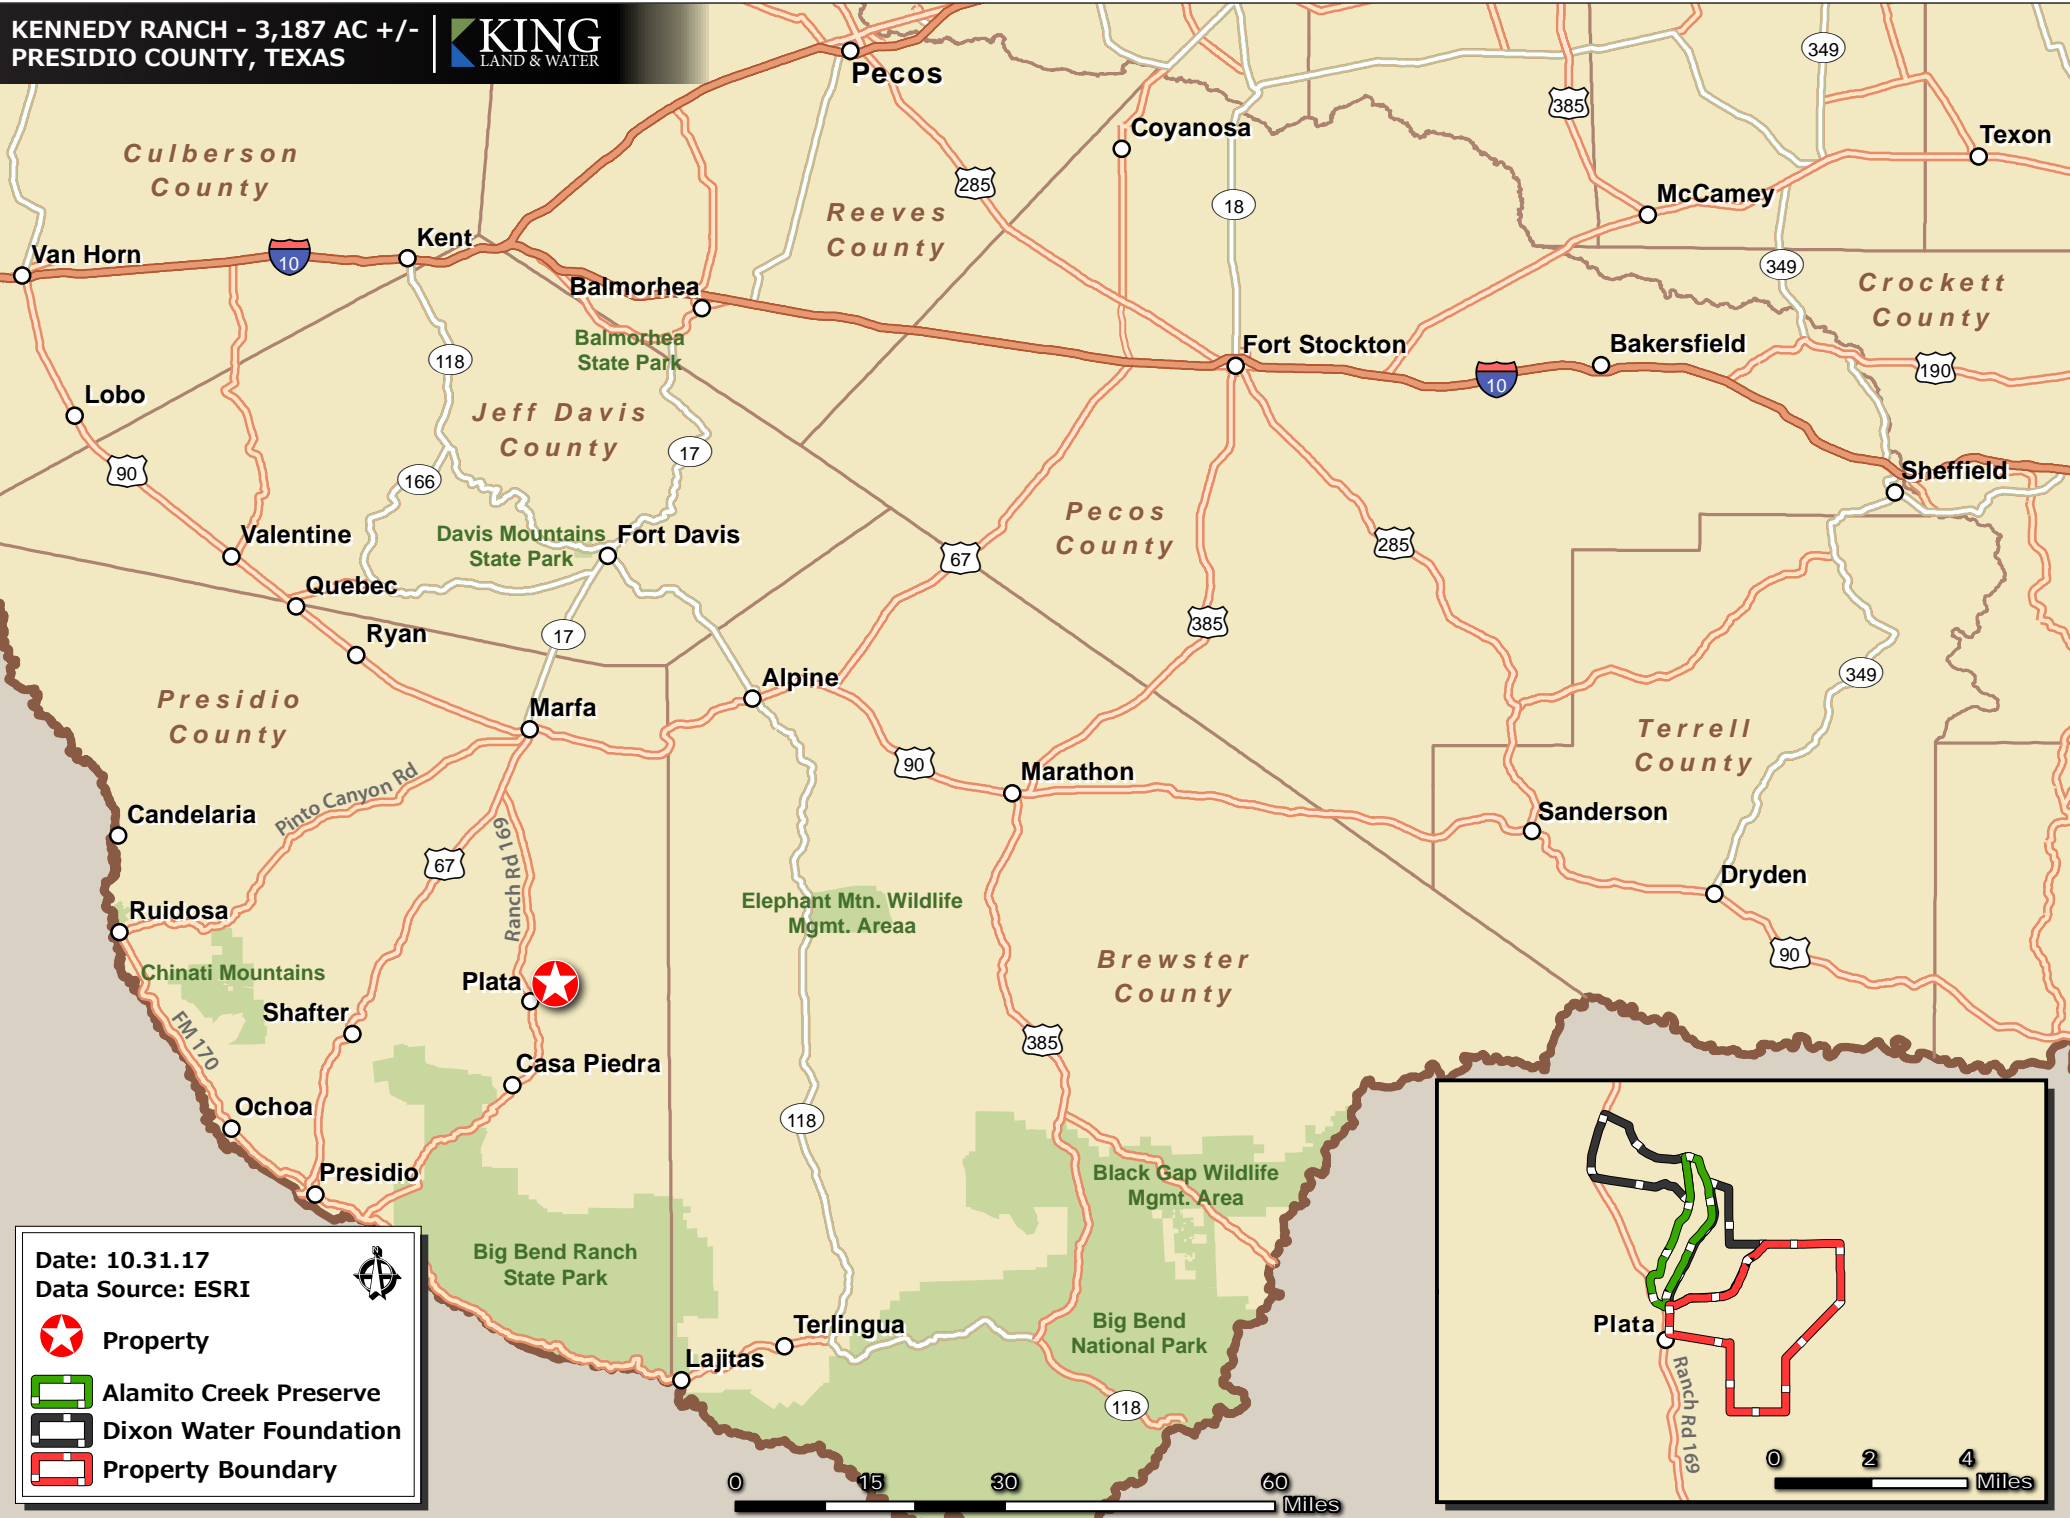 KENNEDY RANCH - 3,187 AC +/-
PRESIDIO COUNTY, TEXAS
KING
LAND & WATER
Pecos
349
385
Coyanosa
Texon
Culberson
County
285
McCamey
18
Reeves
County
Kent
Van Horn
10
349
Balmorhea
Crockett
County
Balmorhea
State Park
118
Fort Stockton
Bakersfield
10
190
Lobo
Jeff Davis
County
17
90
166
Sheffield
Pecos
County
Valentine
Davis Mountains
State Park
Fort Davis
67
285
Quebec
Ryan
17
385
349
Alpine
Presidio
County
Marfa
Terrell
County
90
Marathon
Pinto Canyon Rd
Candelaria
Sanderson
67
Ranch Rd 169
Dryden
Elephant Mtn. Wildlife
Mgmt. Areaa
Ruidosa
90
Brewster
County
Chinati Mountains
Plata
Shafter
FM 170
385
Casa Piedra
Ochoa
118
Presidio
Black Gap Wildlife
Mgmt. Area
Big Bend Ranch
State Park
Big Bend
National Park
Terlingua
Lajitas
118
Date: 10.31.17
Data Source: ESRI
N
Property
Alamito Creek Preserve
Dixon Water Foundation
Property Boundary
0 15 30 60
Miles
Plata
Ranch Rd 169
0 2 4
Miles